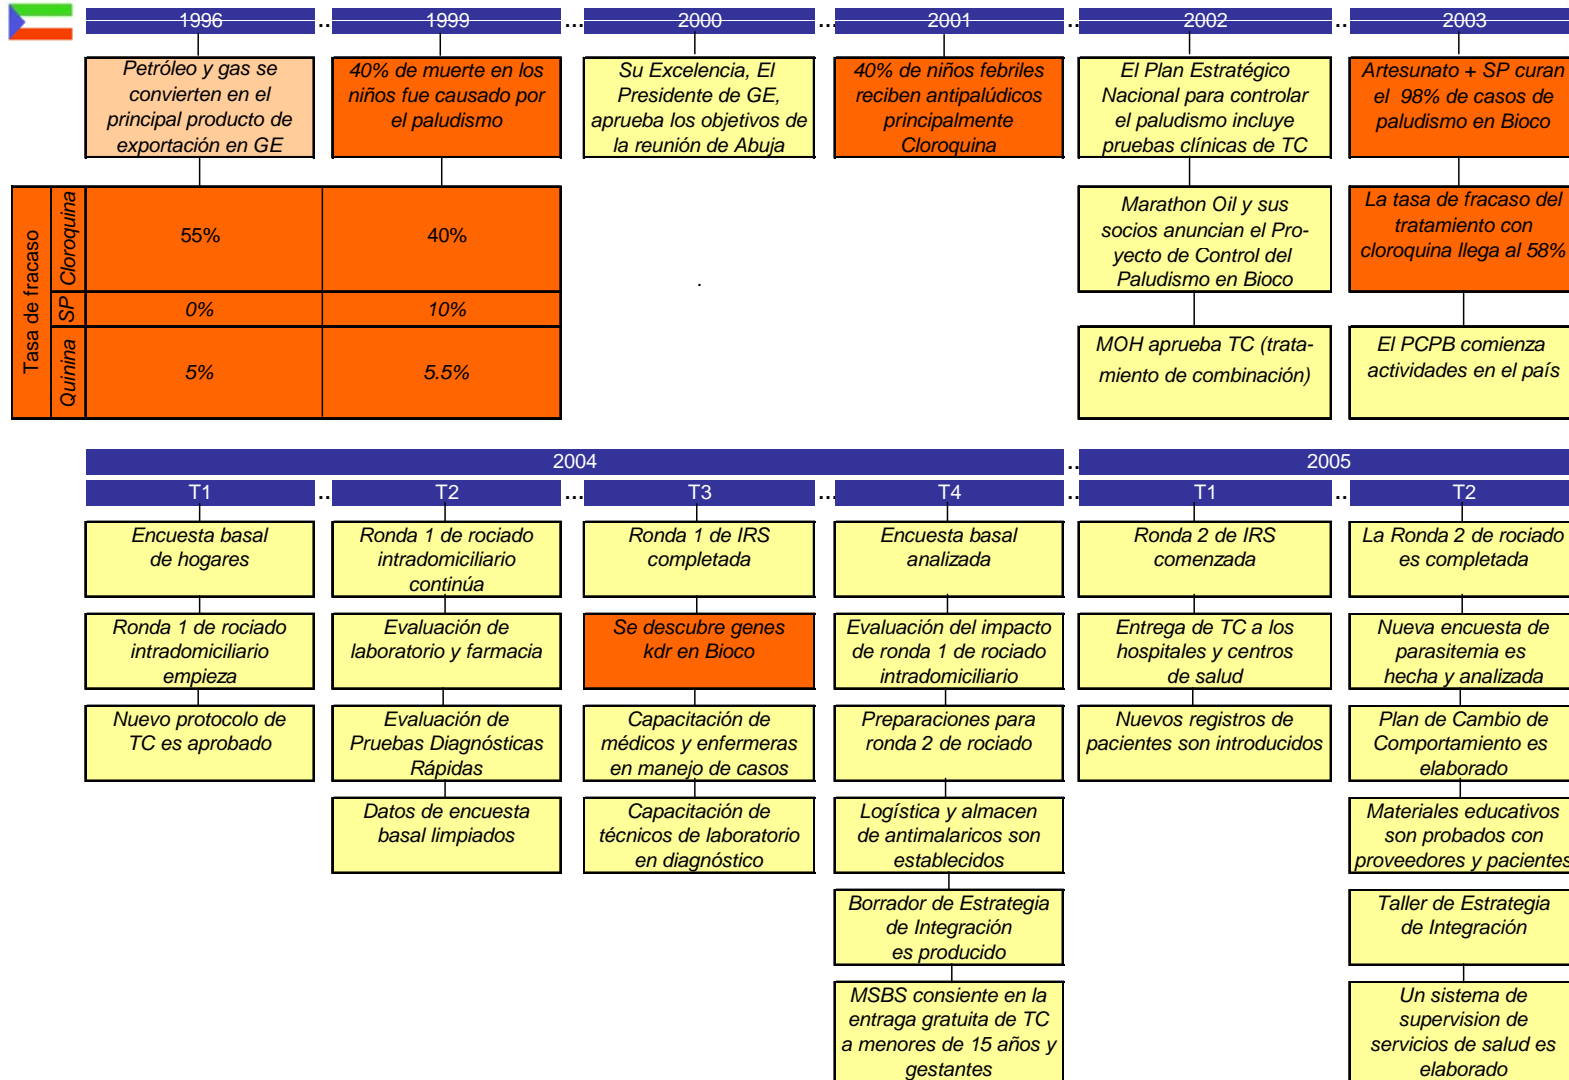 1996 .. 1999 ... 2000 ... 2001 .. 2002 .. 2003
Petróleo y gas se
convierten en el
principal producto de
exportación en GE
40% de muerte en los
niños fue causado por
el paludismo
Su Excelencia, El
Presidente de GE,
aprueba los objetivos de
la reunión de Abuja
40% de niños febriles
reciben antipalúdicos
principalmente
Cloroquina
El Plan Estratégico
Nacional para controlar
el paludismo incluye
pruebas clínicas de TC
Artesunato + SP curan
el 98% de casos de
paludismo en Bioco
Tasa de fracaso
Cloroquina
55%
40%
SP
0%
10%
Quinina
5%
5.5%
.
Marathon Oil y sus
socios anuncian el Pro-
yecto de Control del
Paludismo en Bioco
La tasa de fracaso del
tratamiento con
cloroquina llega al 58%
MOH aprueba TC (trata-
miento de combinación)
El PCPB comienza
actividades en el país
2004 .. 2005
T1 .. T2 ... T3 ... T4 .. T1 .. T2
Encuesta basal
de hogares
Ronda 1 de rociado
intradomiciliario
empieza
Nuevo protocolo de
TC es aprobado
Ronda 1 de rociado
intradomiciliario
continúa
Evaluación de
laboratorio y farmacia
Evaluación de
Pruebas Diagnósticas
Rápidas
Datos de encuesta
basal limpiados
Ronda 1 de IRS
completada
Se descubre genes
kdr en Bioco
Capacitación de
médicos y enfermeras
en manejo de casos
Capacitación de
técnicos de laboratorio
en diagnóstico
Encuesta basal
analizada
Evaluación del impacto
de ronda 1 de rociado
intradomiciliario
Preparaciones para
ronda 2 de rociado
Logística y almacen
de antimalaricos son
establecidos
Borrador de Estrategia
de Integración
es producido
MSBS consiente en la
entraga gratuita de TC
a menores de 15 años y
gestantes
Ronda 2 de IRS
comenzada
Entrega de TC a los
hospitales y centros
de salud
Nuevos registros de
pacientes son introducidos
La Ronda 2 de rociado
es completada
Nueva encuesta de
parasitemia es
hecha y analizada
Plan de Cambio de
Comportamiento es
elaborado
Materiales educativos
son probados con
proveedores y pacientes
Taller de Estrategia
de Integración
Un sistema de
supervision de
servicios de salud es
elaborado